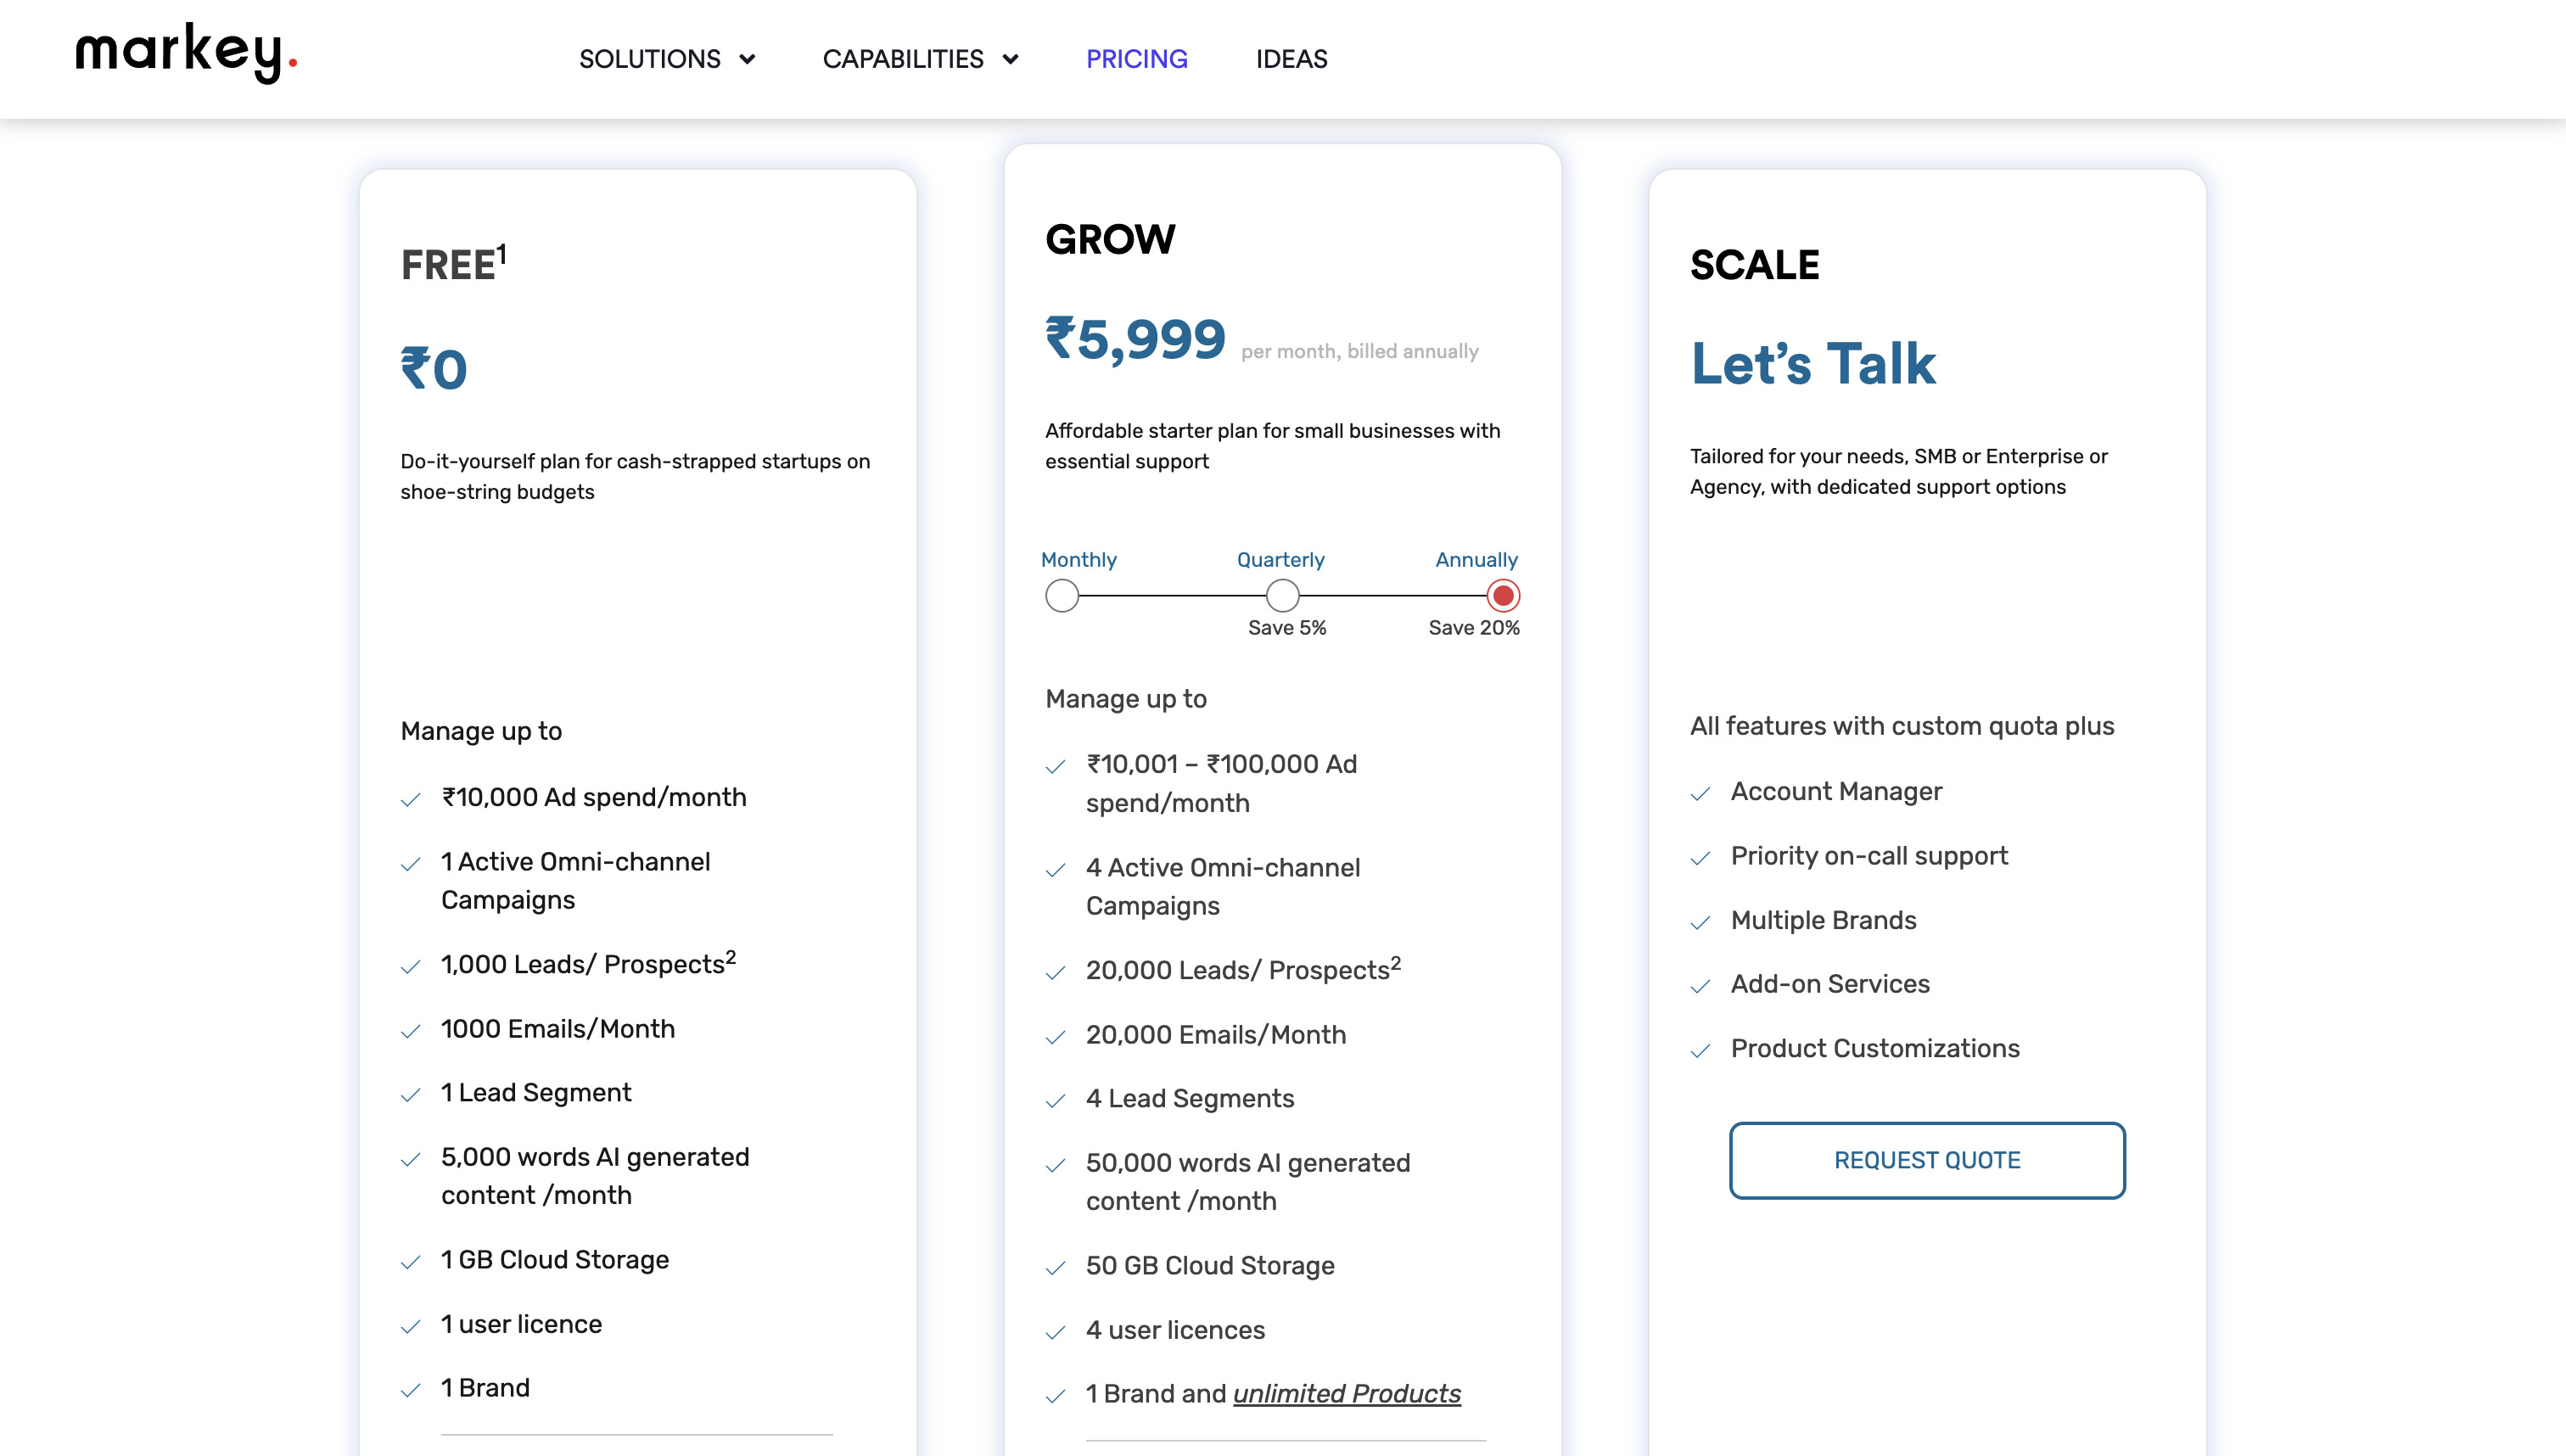 markey.
SOLUTIONS
CAPABILITIES
PRICING
IDEAS
FREE¹
₹0
Do-it-yourself plan for cash-strapped startups on
shoe-string budgets
Manage up to
₹10,000 Ad spend/month
1 Active Omni-channel
Campaigns
1,000 Leads/ Prospects²
1000 Emails/Month
1 Lead Segment
5,000 words AI generated
content /month
1 GB Cloud Storage
1 user licence
1 Brand
GROW
₹5,999 per month, billed annually
Affordable starter plan for small businesses with
essential support
Monthly Quarterly Annually
Save 5% Save 20%
Manage up to
₹10,001 – ₹100,000 Ad
spend/month
4 Active Omni-channel
Campaigns
20,000 Leads/ Prospects²
20,000 Emails/Month
4 Lead Segments
50,000 words AI generated
content /month
50 GB Cloud Storage
4 user licences
1 Brand and unlimited Products
SCALE
Let’s Talk
Tailored for your needs, SMB or Enterprise or
Agency, with dedicated support options
All features with custom quota plus
Account Manager
Priority on-call support
Multiple Brands
Add-on Services
Product Customizations
REQUEST QUOTE